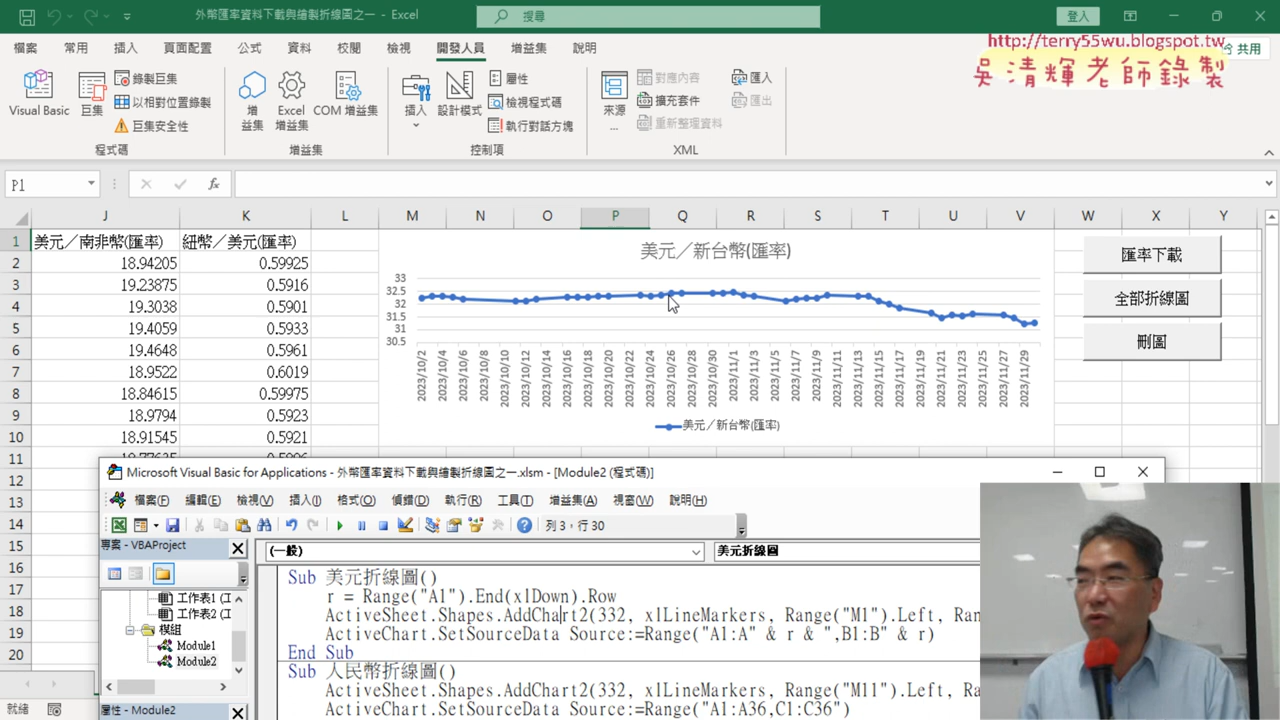 外幣匯率資料下載與繪製折線圖之一 - Excel
搜尋
登入
檔案 常用 插入 頁面配置 公式 資料 校閱 檢視 開發人員 增益集 說明
共用
http://terry55wu.blogspot.tw
吳清輝老師錄製
Visual Basic 巨集 錄製巨集 以相對位置錄製 巨集安全性
程式碼
增益集 Excel 增益集 COM 增益集
增益集
插入 設計模式 屬性 檢視程式碼 執行對話方塊
控制項
來源... 對應內容 擴充套件 重新整理資料 匯入 匯出
XML
P1 fx
J K L M N O P Q R S T U V W X Y
1 美元／南非幣(匯率) 紐幣／美元(匯率)
2 18.94205 0.59925
3 19.23875 0.5916
4 19.3038 0.5901
5 19.4059 0.5933
6 19.4648 0.5961
7 18.9522 0.6019
8 18.84615 0.59975
9 18.9794 0.5923
10 18.91545 0.5921
11
12
13
14
15
16
17
18
19
20
美元／新台幣(匯率)
33
32.5
32
31.5
31
30.5
2023/10/2 2023/10/4 2023/10/6 2023/10/8 2023/10/10 2023/10/12 2023/10/14 2023/10/16 2023/10/18 2023/10/20 2023/10/22 2023/10/24 2023/10/26 2023/10/28 2023/10/30 2023/11/1 2023/11/3 2023/11/5 2023/11/7 2023/11/9 2023/11/11 2023/11/13 2023/11/15 2023/11/17 2023/11/19 2023/11/21 2023/11/23 2023/11/25 2023/11/27 2023/11/29
美元／新台幣(匯率)
匯率下載
全部折線圖
刪圖
Microsoft Visual Basic for Applications - 外幣匯率資料下載與繪製折線圖之一.xlsm - [Module2 (程式碼)]
檔案(F) 編輯(E) 檢視(V) 插入(I) 格式(O) 偵錯(D) 執行(R) 工具(T) 增益集(A) 視窗(W) 說明(H)
列 3，行 30
專案 - VBAProject
工作表1 (工
工作表2 (工
模組
Module1
Module2
屬性 - Module2
(一般) 美元折線圖
Sub 美元折線圖()
r = Range("A1").End(xlDown).Row
ActiveSheet.Shapes.AddChart2(332, xlLineMarkers, Range("M1").Left, Ran
ActiveChart.SetSourceData Source:=Range("A1:A" & r & ",B1:B" & r)
End Sub
Sub 人民幣折線圖()
ActiveSheet.Shapes.AddChart2(332, xlLineMarkers, Range("M11").Left, Ra
ActiveChart.SetSourceData Source:=Range("A1:A36,C1:C36")
就緒